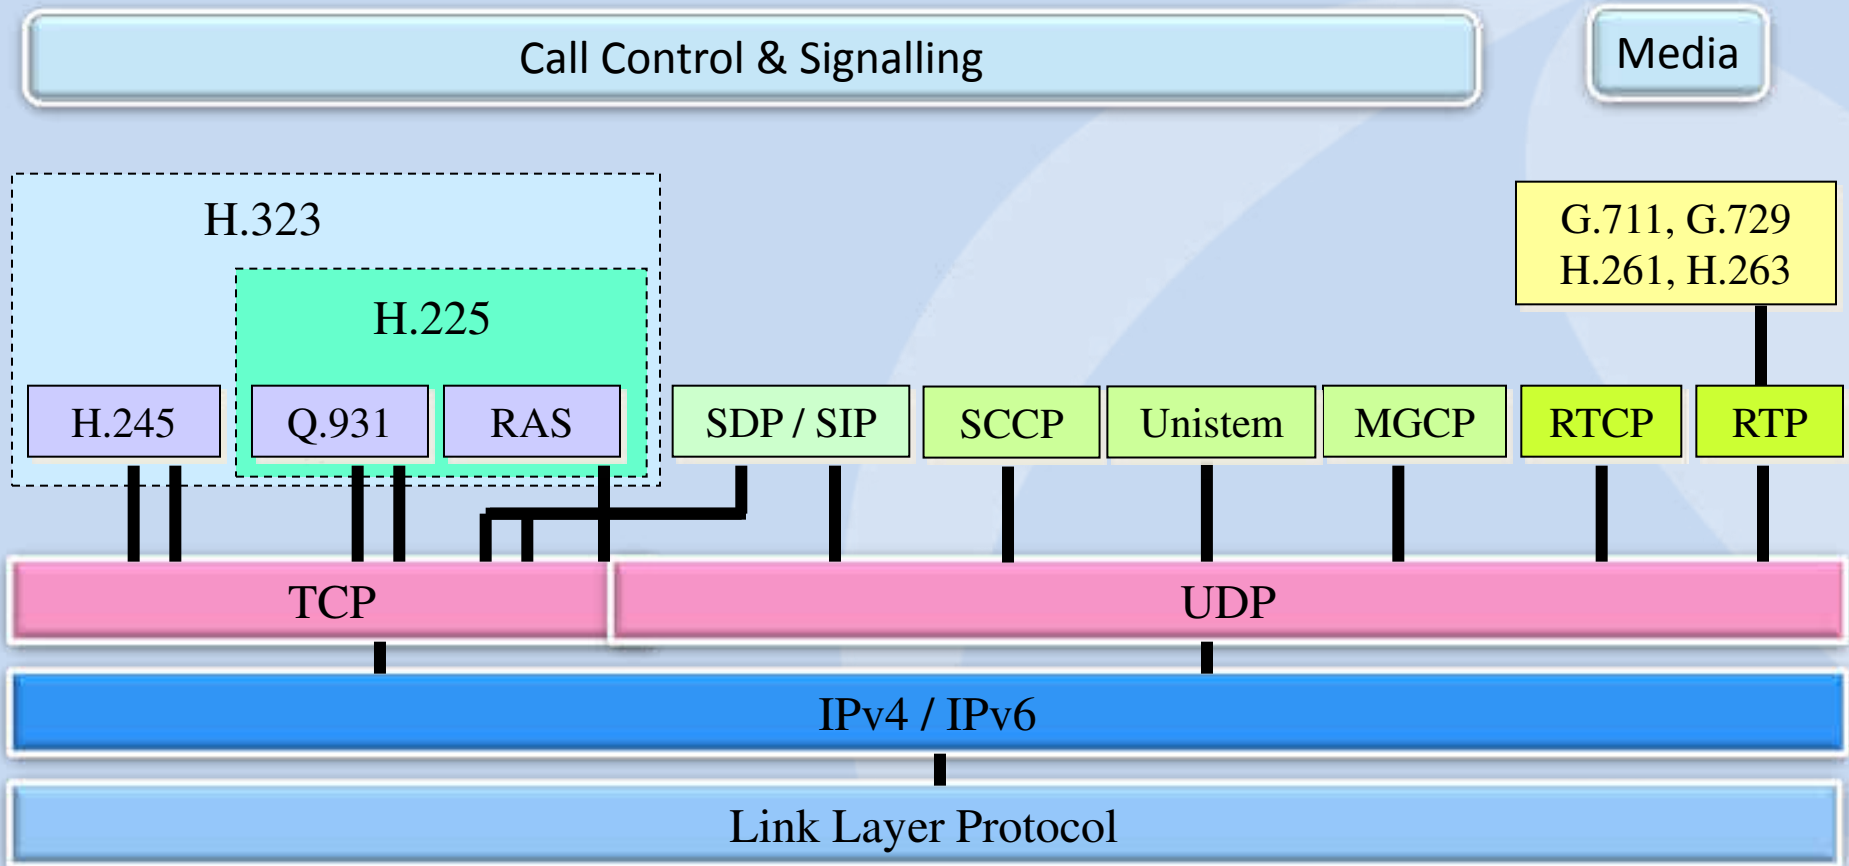 Call Control & Signalling
Media
H.323
G.711, G.729
H.261, H.263
H.225
H.245
Q.931
RAS
SDP / SIP
SCCP
Unistem
MGCP
RTCP
RTP
TCP
UDP
IPv4 / IPv6
Link Layer Protocol